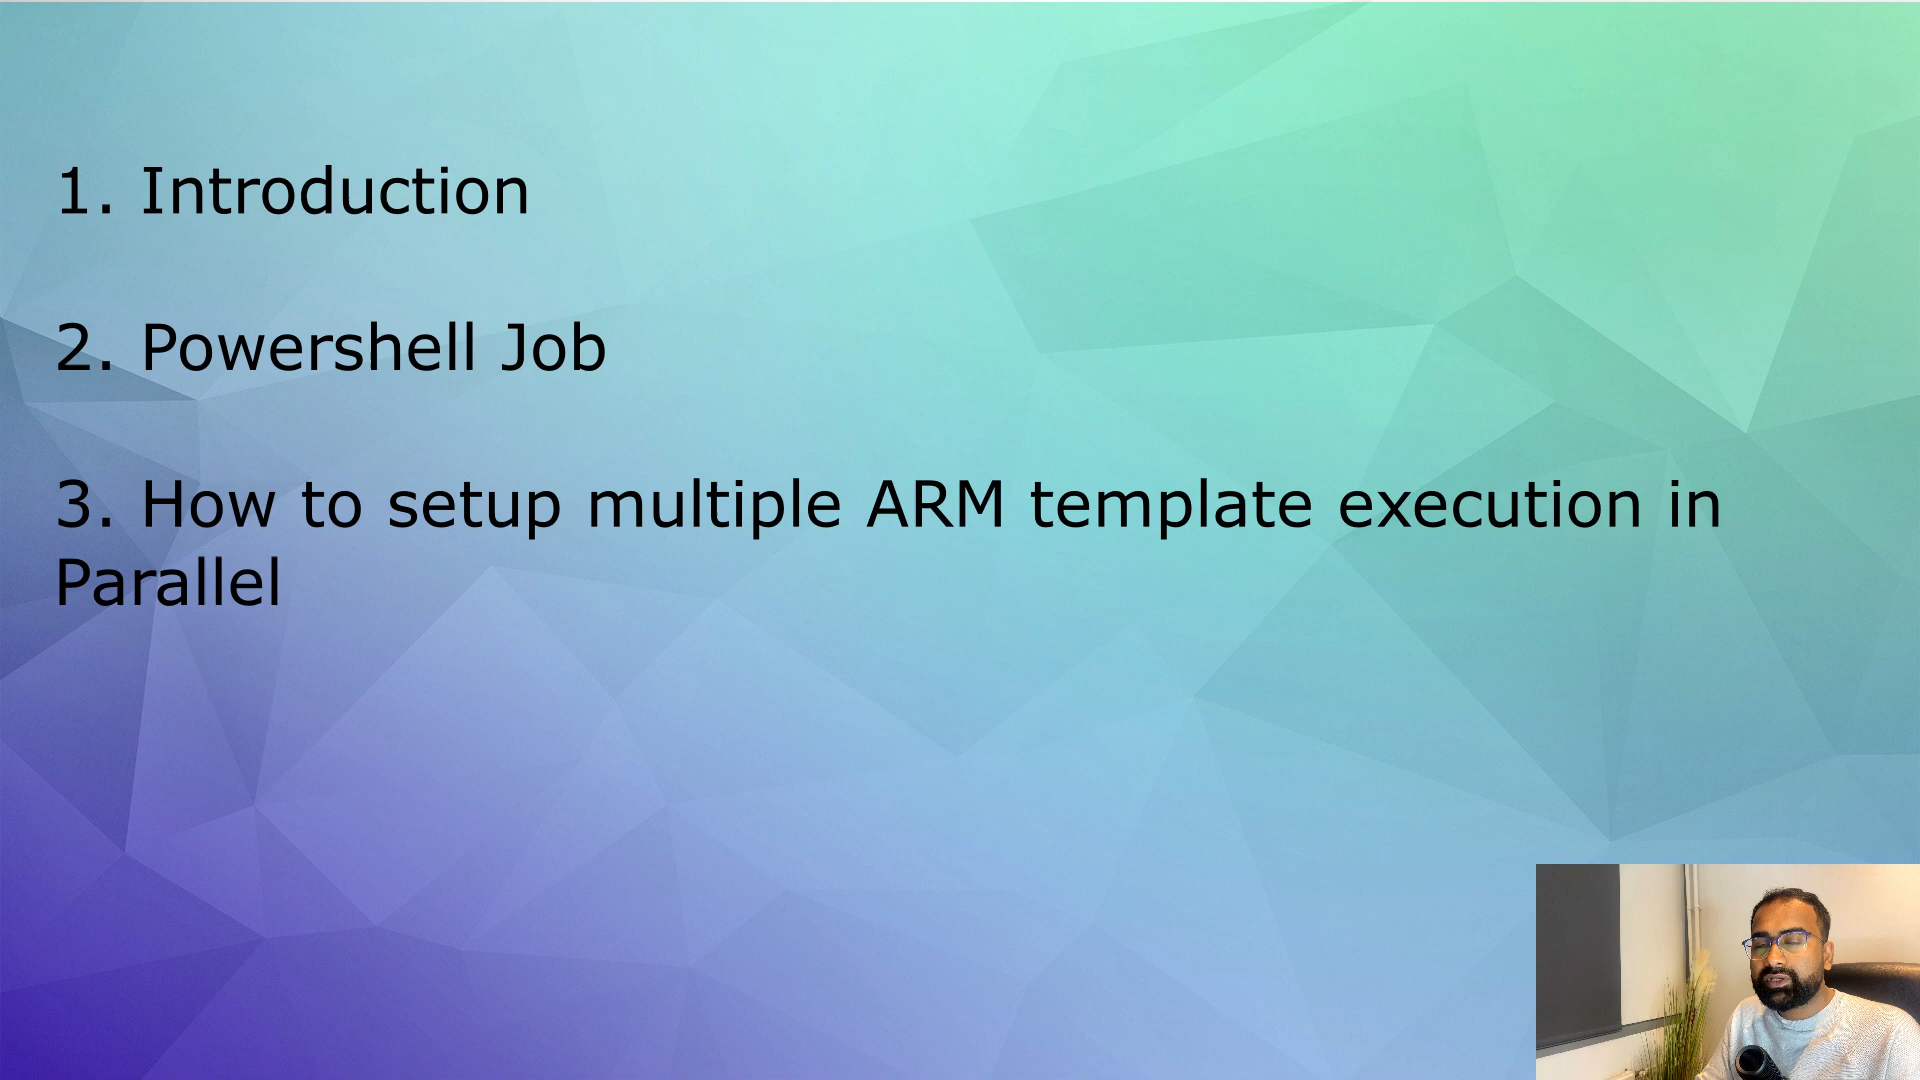 1. Introduction
2. Powershell Job
3. How to setup multiple ARM template execution in
Parallel